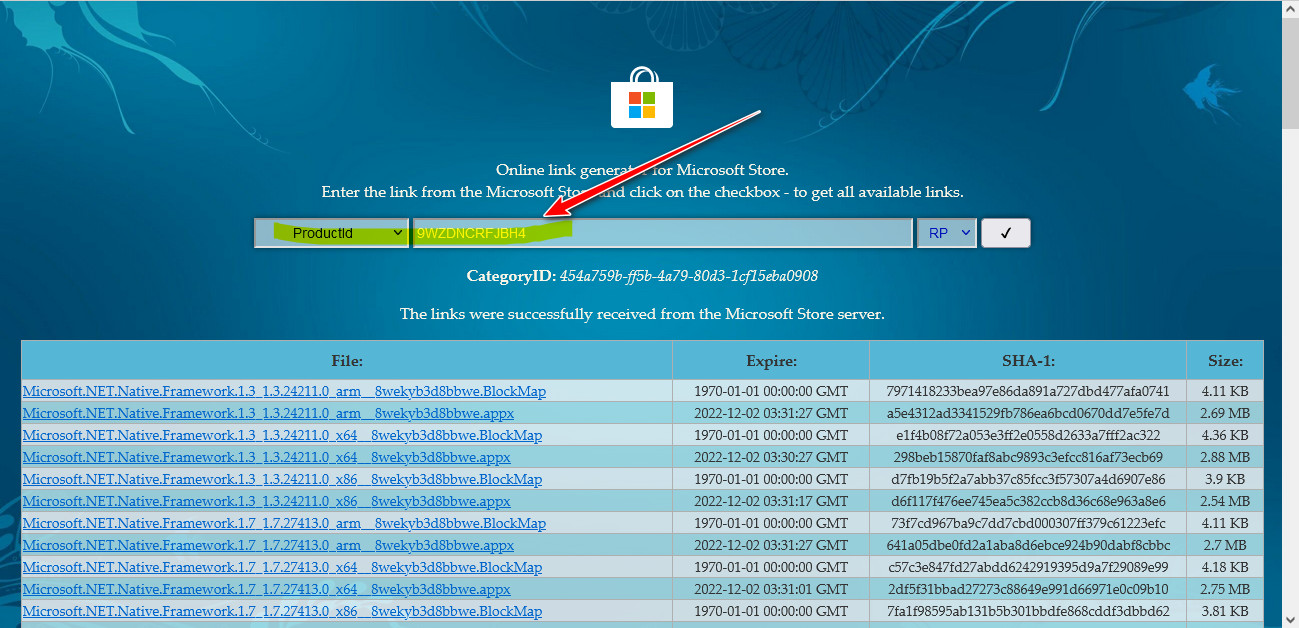 Online link generator for Microsoft Store.
Enter the link from the Microsoft Store and click on the checkbox - to get all available links.
ProductId 9WZDNCRFJBH4 RP ✓
CategoryID: 454a759b-ff5b-4a79-80d3-1cf15eba0908
The links were successfully received from the Microsoft Store server.
File: Expire: SHA-1: Size:
Microsoft.NET.Native.Framework.1.3_1.3.24211.0_arm__8wekyb3d8bbwe.BlockMap 1970-01-01 00:00:00 GMT 7971418233bea97e86da891a727dbd477afa0741 4.11 KB
Microsoft.NET.Native.Framework.1.3_1.3.24211.0_arm__8wekyb3d8bbwe.appx 2022-12-02 03:31:27 GMT a5e4312ad3341529fb786ea6bcd0670dd7e5fe7d 2.69 MB
Microsoft.NET.Native.Framework.1.3_1.3.24211.0_x64__8wekyb3d8bbwe.BlockMap 1970-01-01 00:00:00 GMT e1f4b08f72a053e3ff2e0558d2633a7fff2ac322 4.36 KB
Microsoft.NET.Native.Framework.1.3_1.3.24211.0_x64__8wekyb3d8bbwe.appx 2022-12-02 03:30:27 GMT 298beb15870faf8abc9893c3efcc816af73ecb69 2.88 MB
Microsoft.NET.Native.Framework.1.3_1.3.24211.0_x86__8wekyb3d8bbwe.BlockMap 1970-01-01 00:00:00 GMT d7fb19b5f2a7abb37c85fcc3f57307a4d6907e86 3.9 KB
Microsoft.NET.Native.Framework.1.3_1.3.24211.0_x86__8wekyb3d8bbwe.appx 2022-12-02 03:31:17 GMT d6f117f476ee745ea5c382ccb8d36c68e963a8e6 2.54 MB
Microsoft.NET.Native.Framework.1.7_1.7.27413.0_arm__8wekyb3d8bbwe.BlockMap 1970-01-01 00:00:00 GMT 73f7cd967ba9c7dd7cbd000307ff379c61223efc 4.11 KB
Microsoft.NET.Native.Framework.1.7_1.7.27413.0_arm__8wekyb3d8bbwe.appx 2022-12-02 03:31:27 GMT 641a05dbe0fd2a1aba8d6ebce924b90dabf8cbbc 2.7 MB
Microsoft.NET.Native.Framework.1.7_1.7.27413.0_x64__8wekyb3d8bbwe.BlockMap 1970-01-01 00:00:00 GMT c57c3e847fd27abdd6242919395d9a7f29089e99 4.18 KB
Microsoft.NET.Native.Framework.1.7_1.7.27413.0_x64__8wekyb3d8bbwe.appx 2022-12-02 03:31:01 GMT 2df5f31bbad27273c88649e991d66971e0c09b10 2.75 MB
Microsoft.NET.Native.Framework.1.7_1.7.27413.0_x86__8wekyb3d8bbwe.BlockMap 1970-01-01 00:00:00 GMT 7fa1f98595ab131b5b301bbdfe868cddf3dbbd62 3.81 KB